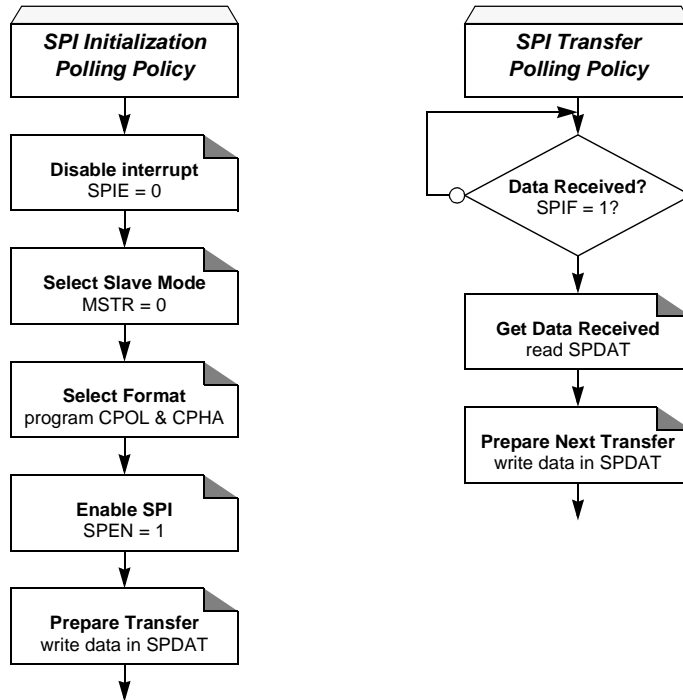 SPI Initialization
Polling Policy
Disable interrupt
SPIE = 0
Select Slave Mode
MSTR = 0
Select Format
program CPOL & CPHA
Enable SPI
SPEN = 1
Prepare Transfer
write data in SPDAT
SPI Transfer
Polling Policy
Data Received?
SPIF = 1?
Get Data Received
read SPDAT
Prepare Next Transfer
write data in SPDAT